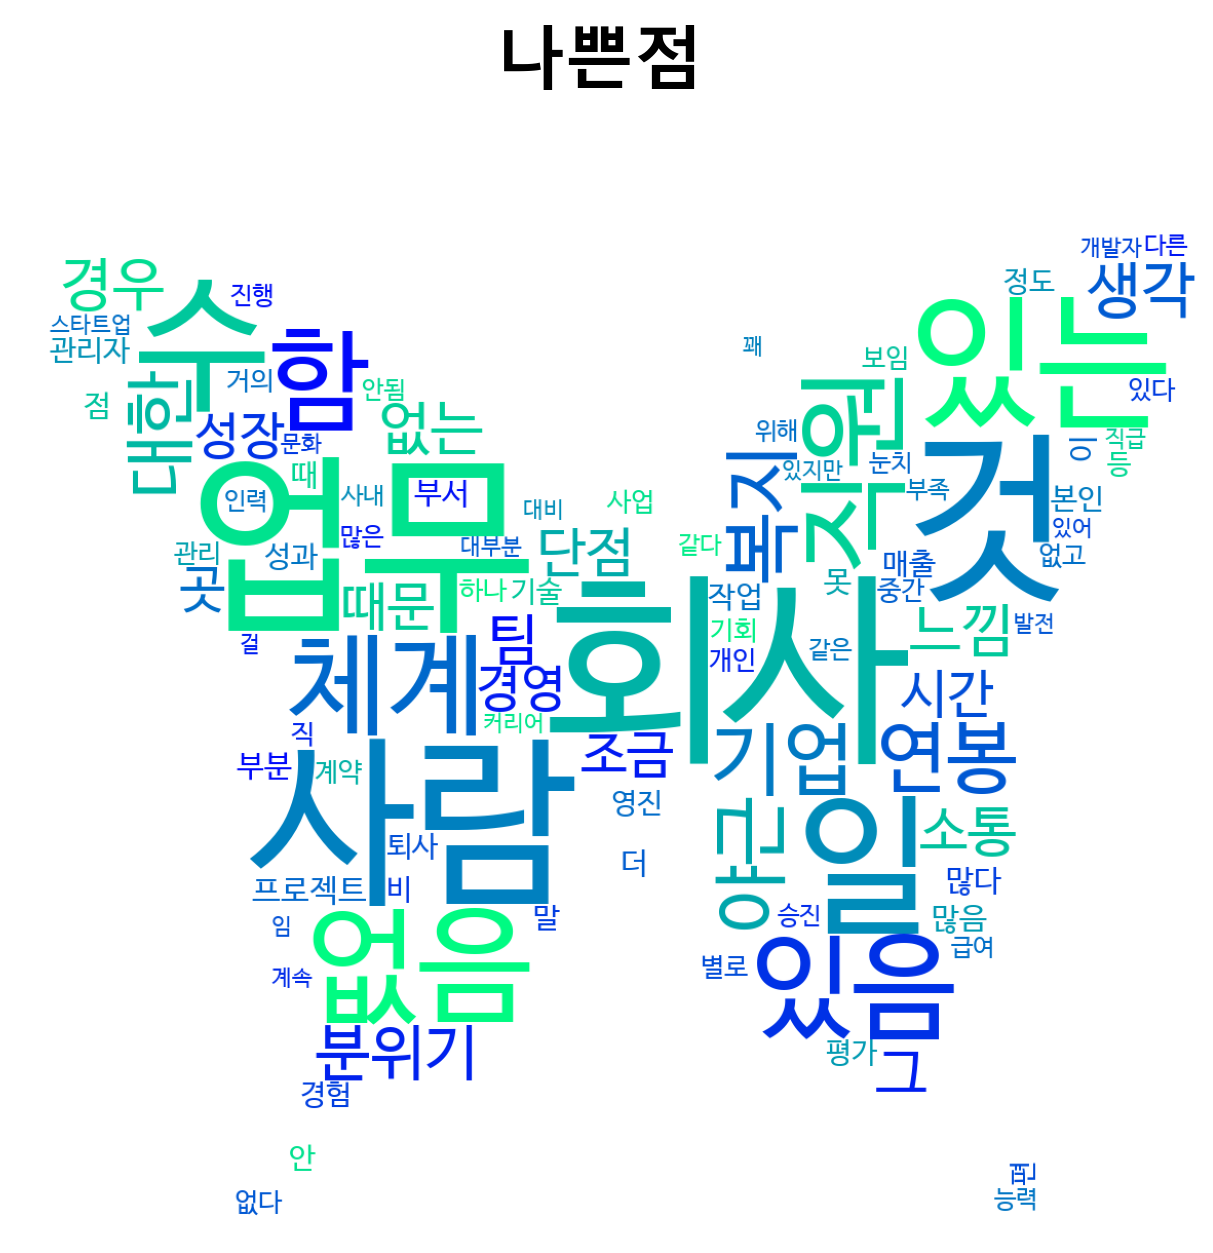 나쁜점
개발자
다른
경우
생각
정도
진행
수
있는
스타트업
관리자
함
꽤
보임
거의
안됨
있다
점
대한
직원
없는
성장
문화
위해
이
직급
등
업무
때
있지만
눈치
복지
것
인력
사내
부서
부족
본인
대비
사업
많은
있어
관리
성과
대부분
단점
같다
매출
없고
곳
때문
하나
기술
작업
못
중간
회사
걸
팀
기회
같은
느낌
발전
체계
경영
개인
시간
커리어
직
조금
기업
연봉
부분
계약
사람
영진
야근
일
소통
퇴사
더
프로젝트
비
많다
임
없음
말
승진
많음
급여
계속
별로
있음
분위기
평가
그
경험
안
편
없다
능력